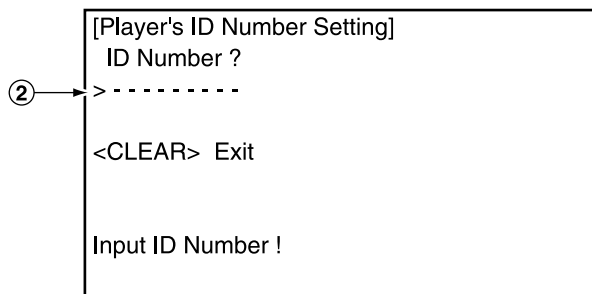 [Player's ID Number Setting]
ID Number ?
② >---------
<CLEAR> Exit
Input ID Number !